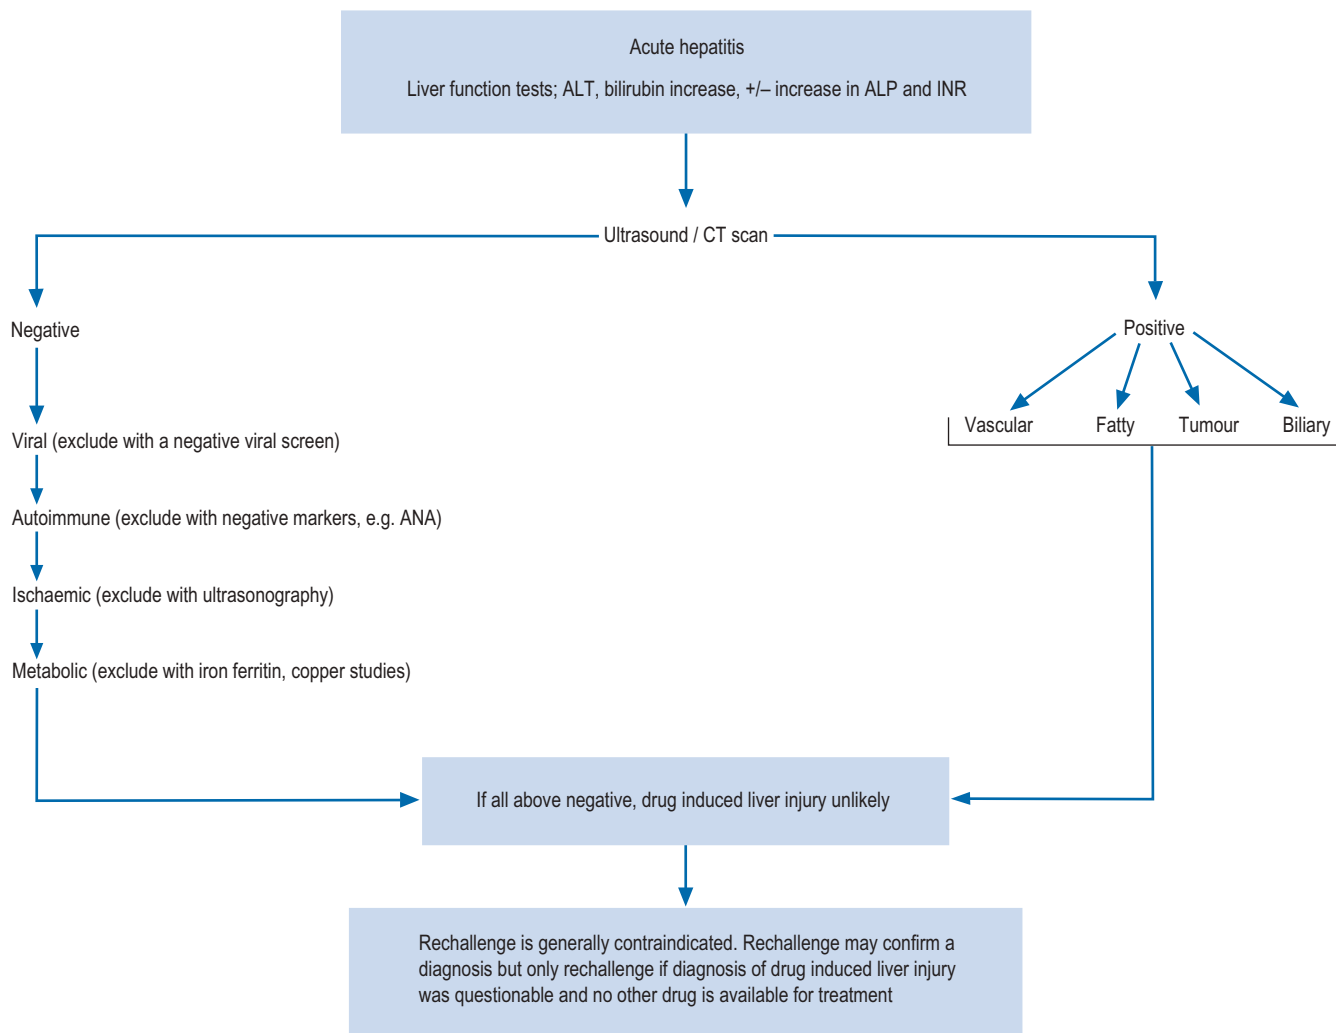 Acute hepatitis
Liver function tests; ALT, bilirubin increase, +/– increase in ALP and INR
Ultrasound / CT scan
Negative
Positive
Vascular
Fatty
Tumour
Biliary
Viral (exclude with a negative viral screen)
Autoimmune (exclude with negative markers, e.g. ANA)
Ischaemic (exclude with ultrasonography)
Metabolic (exclude with iron ferritin, copper studies)
If all above negative, drug induced liver injury unlikely
Rechallenge is generally contraindicated. Rechallenge may confirm a
diagnosis but only rechallenge if diagnosis of drug induced liver injury
was questionable and no other drug is available for treatment